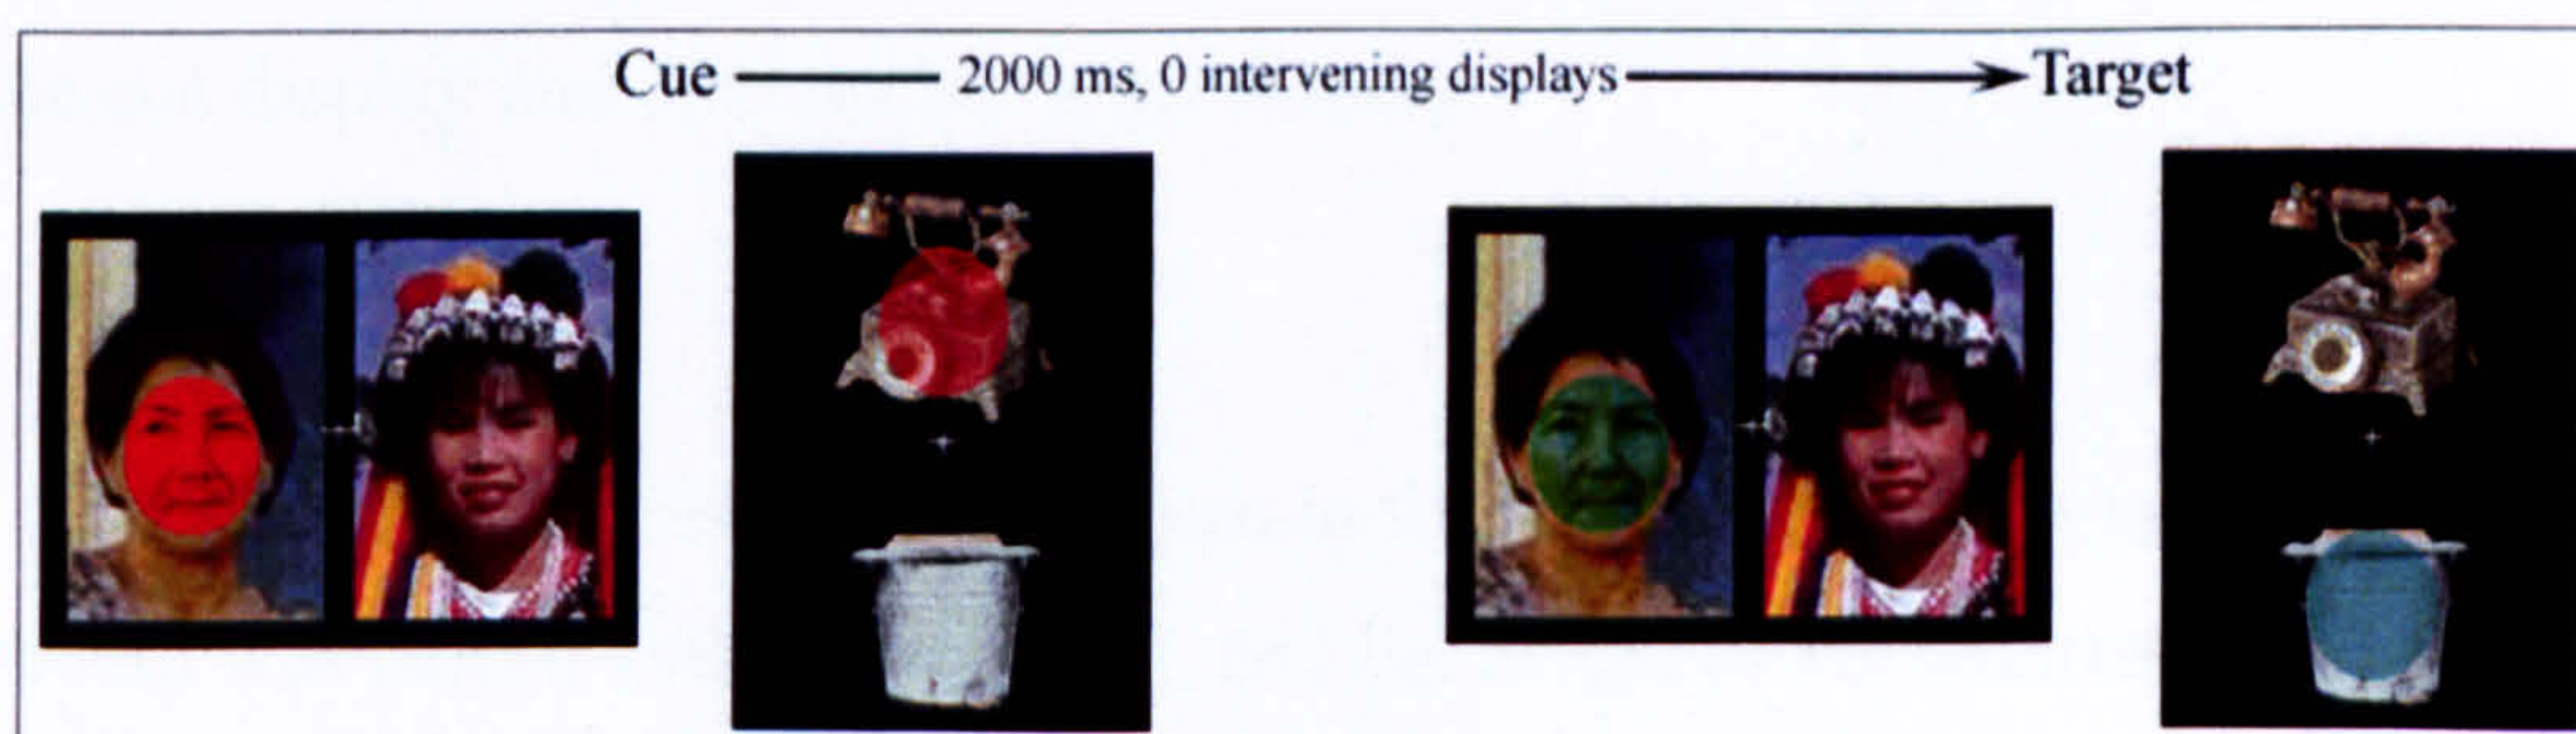 Cue 2000 ms, 0 intervening displays Target